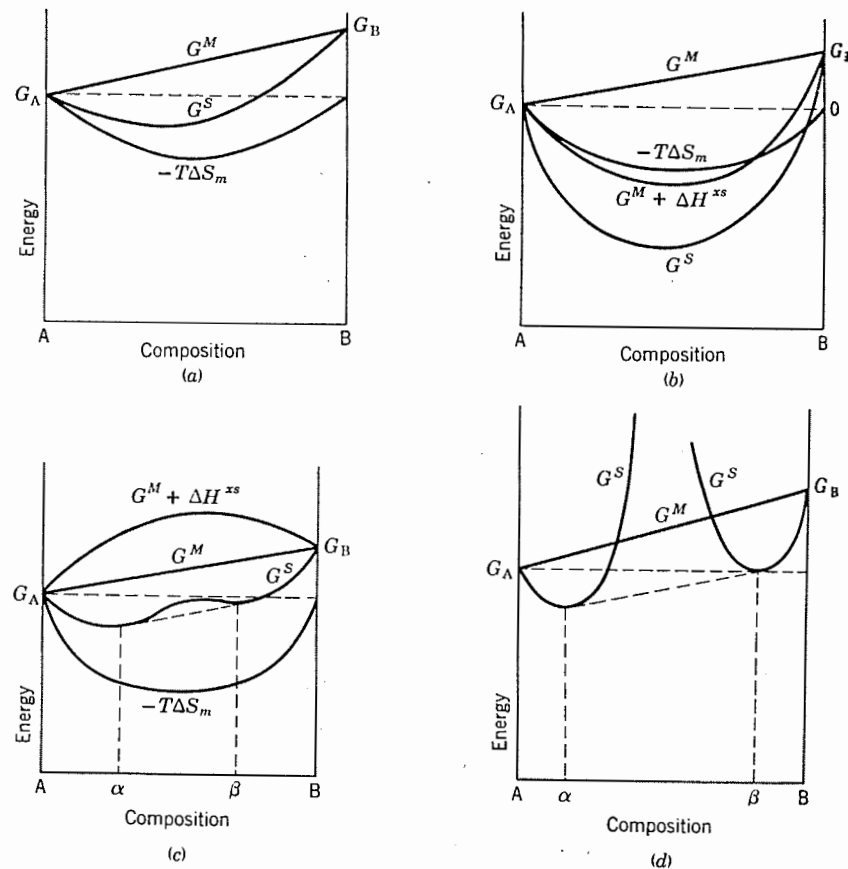 G_B
G^M
G_A
G^S
−TΔS_m
Energy
A
B
Composition
(a)
G^M
G_A
0
−TΔS_m
G^M + ΔH^xs
G^S
Energy
A
B
Composition
(b)
G^M + ΔH^xs
G^M
G_B
G^S
G_A
−TΔS_m
Energy
A α β B
Composition
(c)
G^S G^S
G_B
G^M
G_A
Energy
A α β B
Composition
(d)